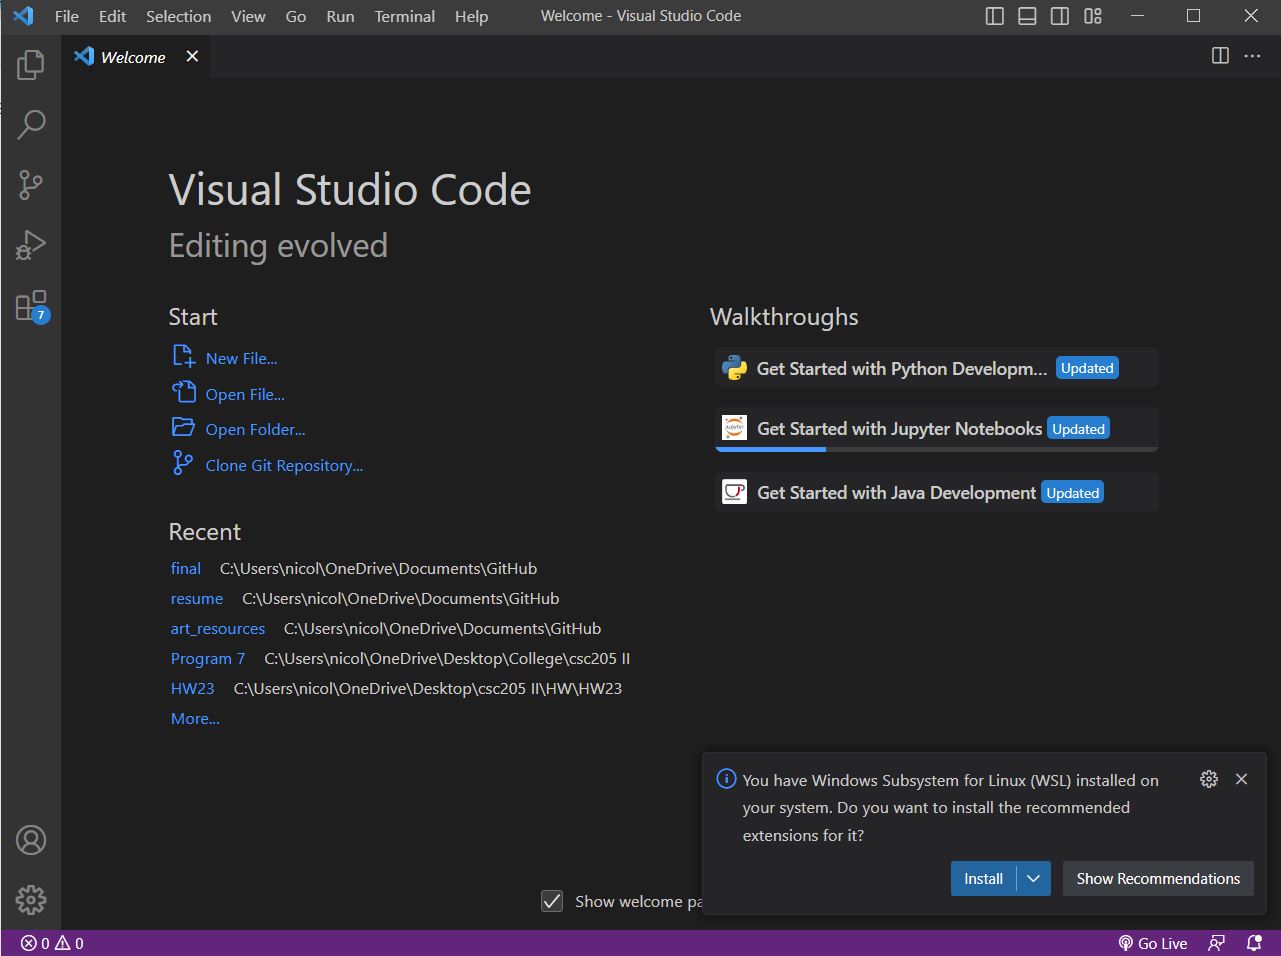 File Edit Selection View Go Run Terminal Help Welcome - Visual Studio Code
Welcome
Visual Studio Code
Editing evolved
Start
New File...
Open File...
Open Folder...
Clone Git Repository...
Recent
final C:\Users\nicol\OneDrive\Documents\GitHub
resume C:\Users\nicol\OneDrive\Documents\GitHub
art_resources C:\Users\nicol\OneDrive\Documents\GitHub
Program 7 C:\Users\nicol\OneDrive\Desktop\College\csc205 II
HW23 C:\Users\nicol\OneDrive\Desktop\csc205 II\HW\HW23
More...
Walkthroughs
Get Started with Python Developm... Updated
Get Started with Jupyter Notebooks Updated
Get Started with Java Development Updated
7
You have Windows Subsystem for Linux (WSL) installed on
your system. Do you want to install the recommended
extensions for it?
Install Show Recommendations
Show welcome pa
0 0 Go Live